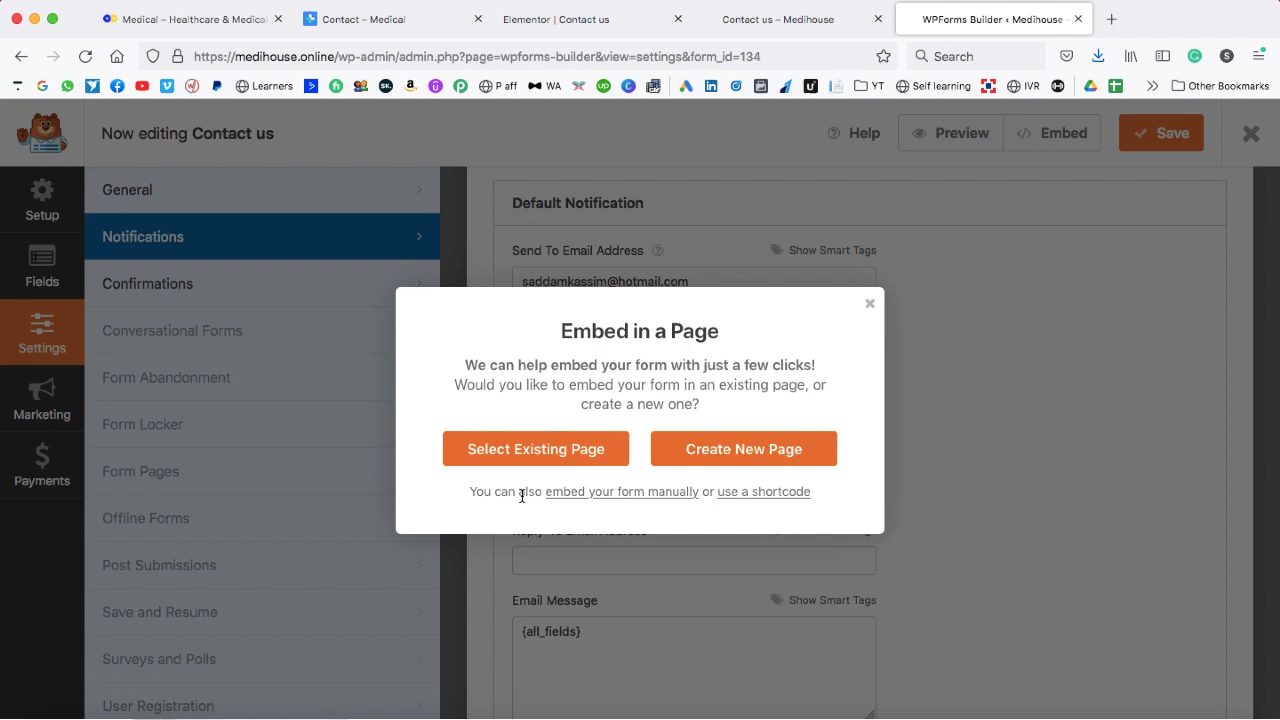 Medical – Healthcare & Medical
Contact – Medical
Elementor | Contact us
Contact us – Medihouse
WPForms Builder ‹ Medihouse -
https://medihouse.online/wp-admin/admin.php?page=wpforms-builder&view=settings&form_id=134
Search
Learners
P aff
WA
YT
Self learning
IVR
Other Bookmarks
Now editing Contact us
Help
Preview
Embed
Save
Setup
Fields
Settings
Marketing
Payments
General
Notifications
Confirmations
Conversational Forms
Form Abandonment
Form Locker
Form Pages
Offline Forms
Post Submissions
Save and Resume
Surveys and Polls
User Registration
Default Notification
Send To Email Address
Show Smart Tags
saddamkassim@hotmail.com
Embed in a Page
We can help embed your form with just a few clicks!
Would you like to embed your form in an existing page, or
create a new one?
Select Existing Page
Create New Page
You can also embed your form manually or use a shortcode
Email Message
Show Smart Tags
{all_fields}